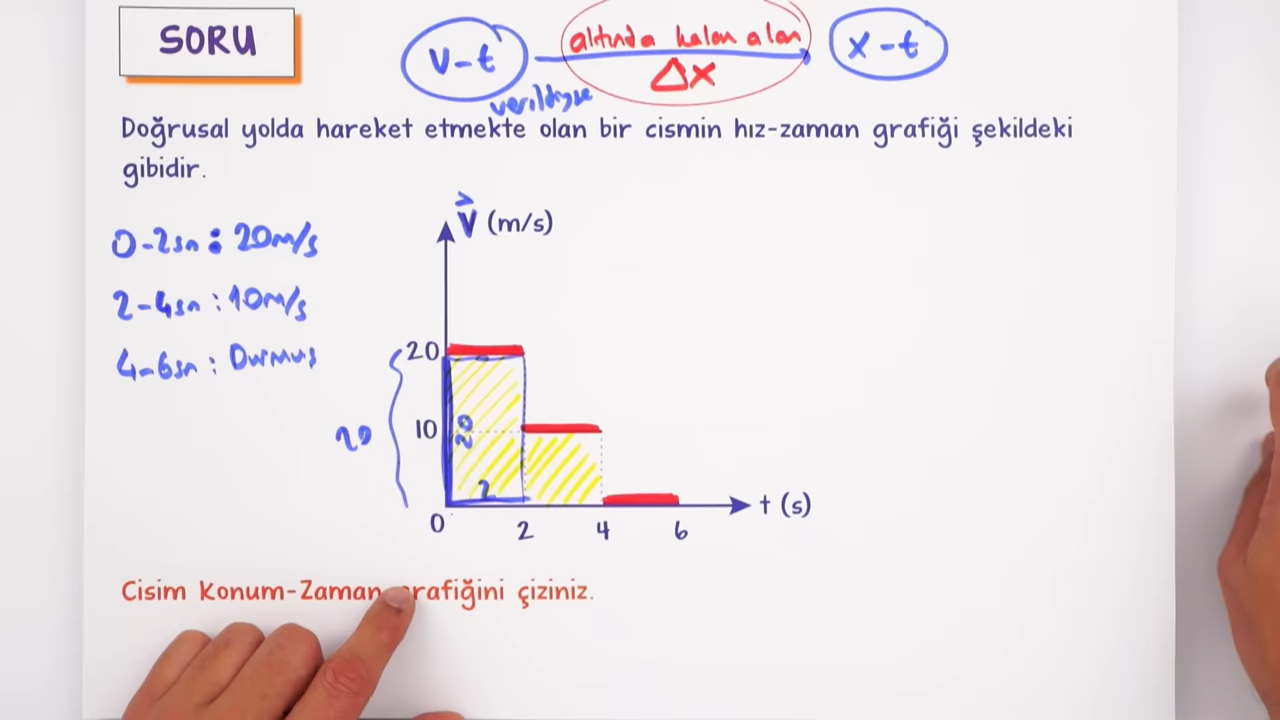 SORU
V-t
altında kalan alan
Δx
x-t
verildiyse
Doğrusal yolda hareket etmekte olan bir cismin hız-zaman grafiği şekildeki
gibidir.
0-2sn : 20m/s
2-4sn : 10m/s
4-6sn : Durmuş
V (m/s)
20
10
20
20
2
0
2
4
6
t (s)
Cisim Konum-Zaman grafiğini çiziniz.